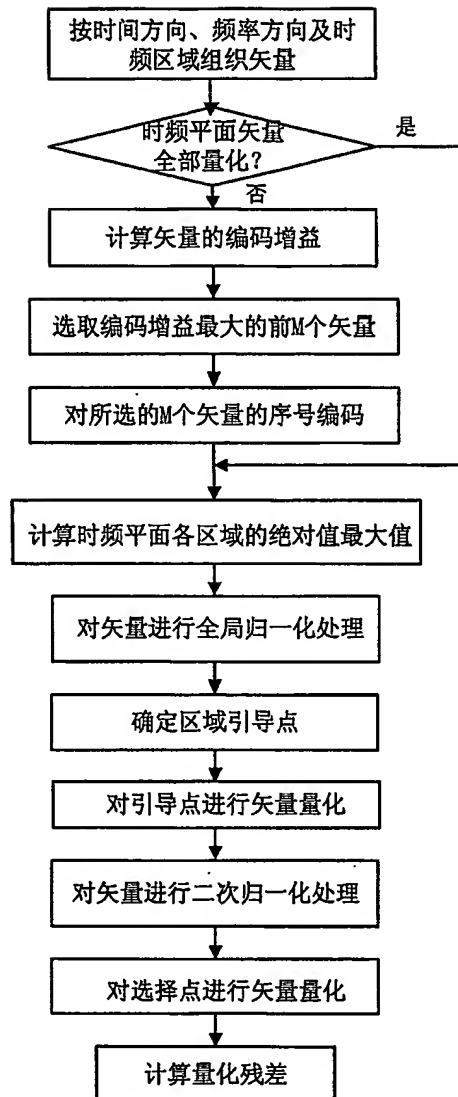 按时间方向、频率方向及时
频区域组织矢量
时频平面矢量
全部量化?
是
否
计算矢量的编码增益
选取编码增益最大的前M个矢量
对所选的M个矢量的序号编码
计算时频平面各区域的绝对值最大值
对矢量进行全局归一化处理
确定区域引导点
对引导点进行矢量量化
对矢量进行二次归一化处理
对选择点进行矢量量化
计算量化残差